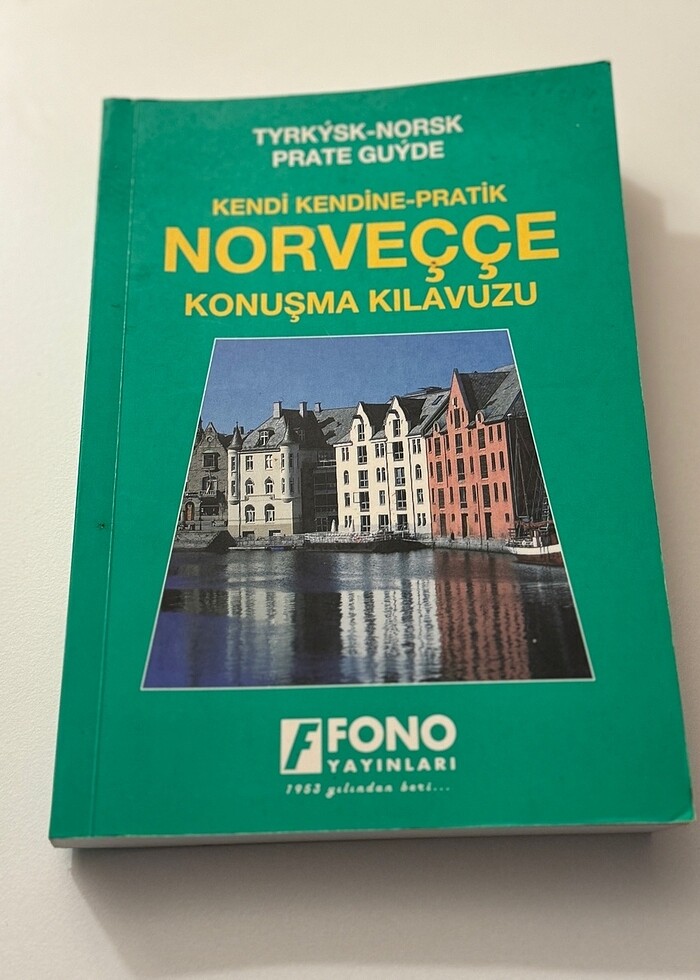 TYRKÝSK-NORSK
PRATE GUÝDE
KENDİ KENDİNE-PRATİK
NORVEÇÇE
KONUŞMA KILAVUZU
F FONO
YAYINLARI
1953 yılından beri...